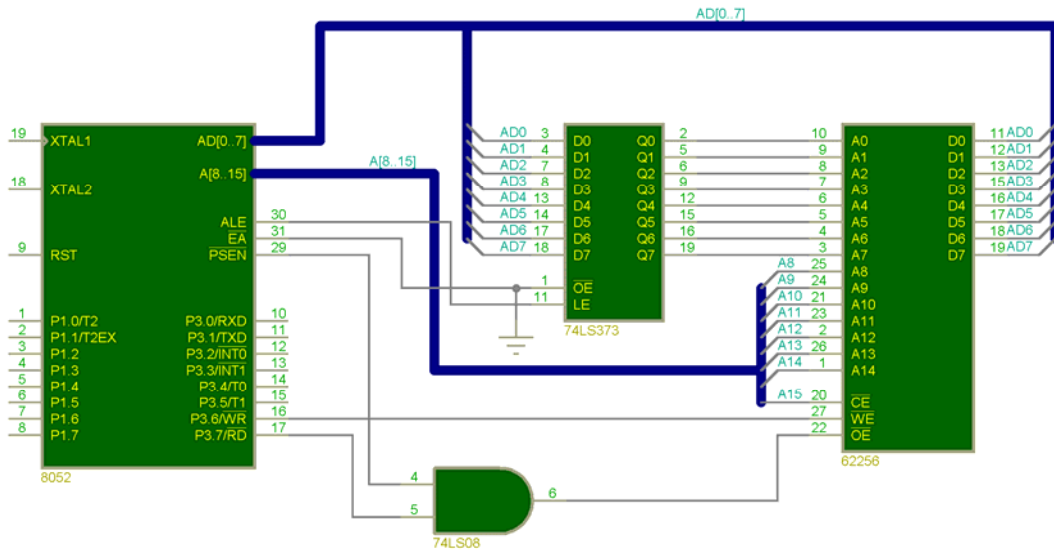 AD[0..7]
19 XTAL1 AD[0..7]
A[8..15]
A[8..15]
18 XTAL2
ALE 30
EA 31
9 RST PSEN 29
1 P1.0/T2 P3.0/RXD 10
2 P1.1/T2EX P3.1/TXD 11
3 P1.2 P3.2/INT0 12
4 P1.3 P3.3/INT1 13
5 P1.4 P3.4/T0 14
6 P1.5 P3.5/T1 15
7 P1.6 P3.6/WR 16
8 P1.7 P3.7/RD 17
8052
AD0 3 D0 Q0 2
AD1 4 D1 Q1 5
AD2 7 D2 Q2 6
AD3 8 D3 Q3 9
AD4 13 D4 Q4 12
AD5 14 D5 Q5 15
AD6 17 D6 Q6 16
AD7 18 D7 Q7 19
1 OE
11 LE
74LS373
10 A0 D0 11 AD0
9 A1 D1 12 AD1
8 A2 D2 13 AD2
7 A3 D3 15 AD3
6 A4 D4 16 AD4
5 A5 D5 17 AD5
4 A6 D6 18 AD6
3 A7 D7 19 AD7
A8 25 A8
A9 24 A9
A10 21 A10
A11 23 A11
A12 2 A12
A13 26 A13
A14 1 A14
A15 20 CE
27 WE
22 OE
62256
4
5
6
74LS08